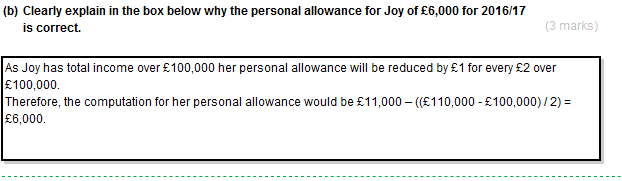 (b) Clearly explain in the box below why the personal allowance for Joy of £6,000 for 2016/17
is correct. (3 marks)
As Joy has total income over £100,000 her personal allowance will be reduced by £1 for every £2 over
£100,000.
Therefore, the computation for her personal allowance would be £11,000 – ((£110,000 - £100,000) / 2) =
£6,000.